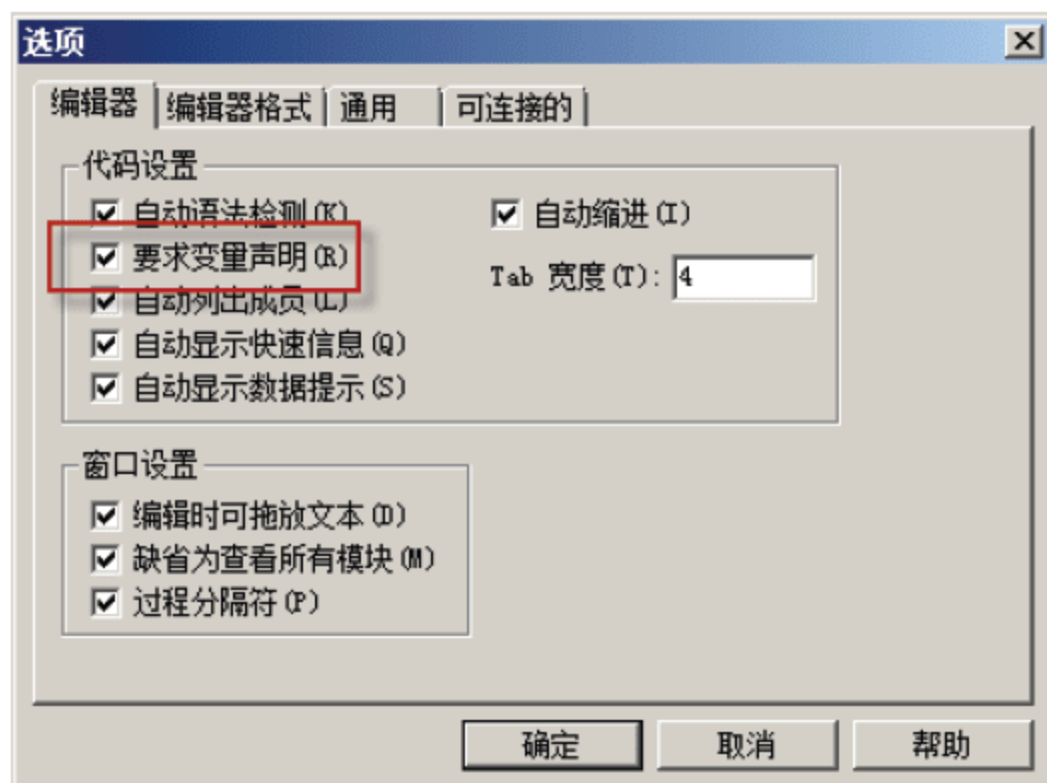 选项
编辑器 编辑器格式 通用 可连接的
代码设置
自动语法检测(K) 自动缩进(I)
要求变量声明(R) Tab 宽度(T): 4
自动列出成员(L)
自动显示快速信息(Q)
自动显示数据提示(S)
窗口设置
编辑时可拖放文本(D)
缺省为查看所有模块(M)
过程分隔符(P)
确定 取消 帮助